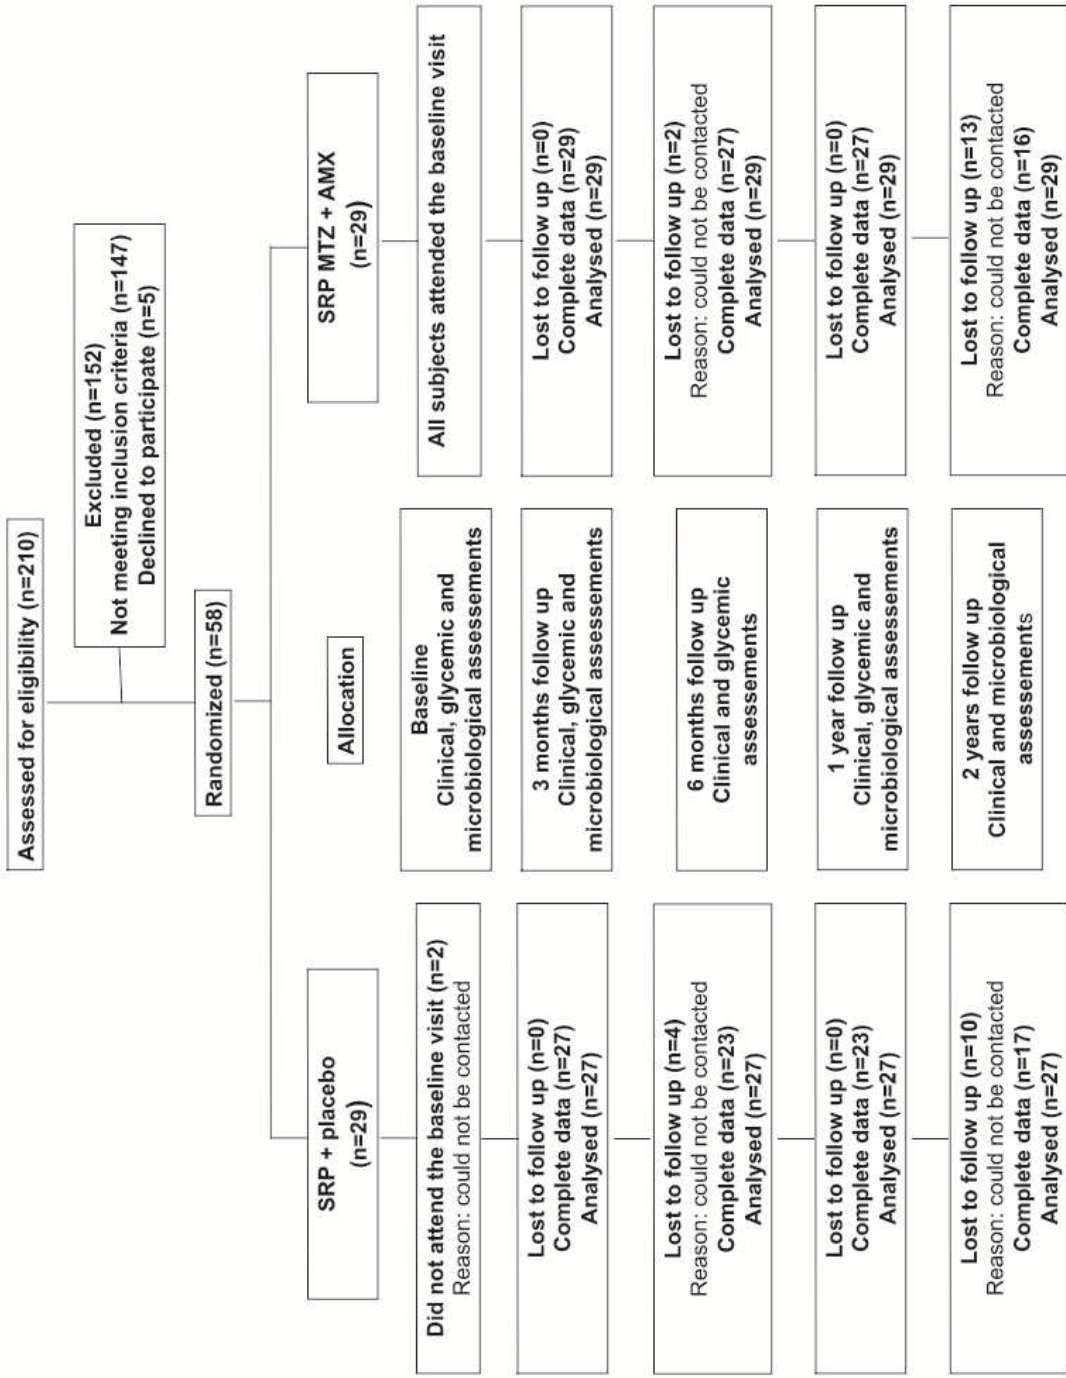 Assessed for eligibility (n=210)
Excluded (n=152)
Not meeting inclusion criteria (n=147)
Declined to participate (n=5)
Randomized (n=58)
Allocation
SRP + placebo
(n=29)
SRP MTZ + AMX
(n=29)
Did not attend the baseline visit (n=2)
Reason: could not be contacted
Baseline
Clinical, glycemic and
microbiological assessements
All subjects attended the baseline visit
Lost to follow up (n=0)
Complete data (n=27)
Analysed (n=27)
3 months follow up
Clinical, glycemic and
microbiological assessements
Lost to follow up (n=0)
Complete data (n=29)
Analysed (n=29)
Lost to follow up (n=4)
Reason: could not be contacted
Complete data (n=23)
Analysed (n=27)
6 months follow up
Clinical and glycemic
assessements
Lost to follow up (n=2)
Reason: could not be contacted
Complete data (n=27)
Analysed (n=29)
Lost to follow up (n=0)
Complete data (n=23)
Analysed (n=27)
1 year follow up
Clinical, glycemic and
microbiological assessements
Lost to follow up (n=0)
Complete data (n=27)
Analysed (n=29)
Lost to follow up (n=10)
Reason: could not be contacted
Complete data (n=17)
Analysed (n=27)
2 years follow up
Clinical and microbiological
assessements
Lost to follow up (n=13)
Reason: could not be contacted
Complete data (n=16)
Analysed (n=29)